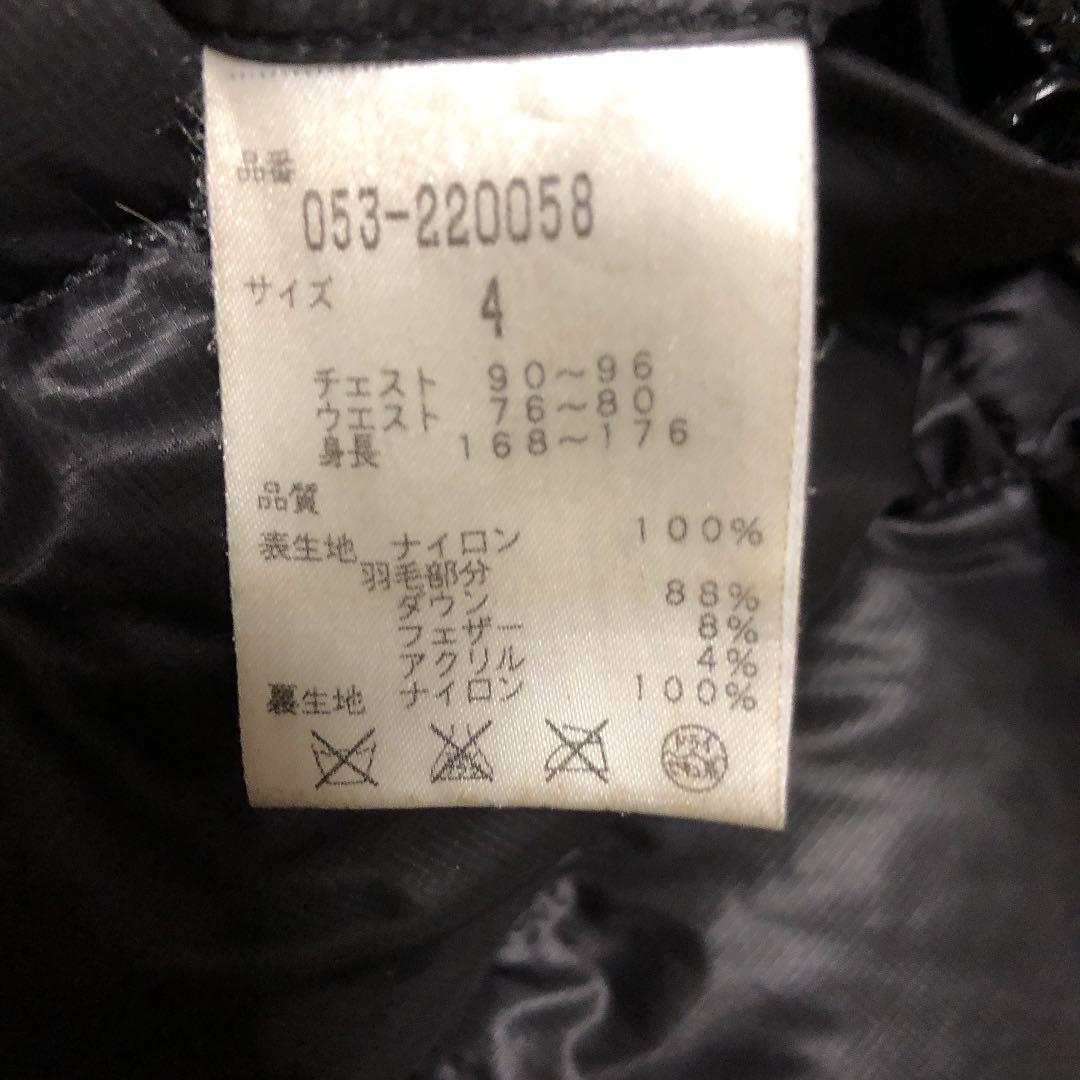 品番
053-220058
サイズ 4
チェスト 90～96
ウエスト 76～80
身長 168～176
品質
表生地 ナイロン 100%
羽毛部分
ダウン 88%
フェザー 8%
アクリル 4%
裏生地 ナイロン 100%